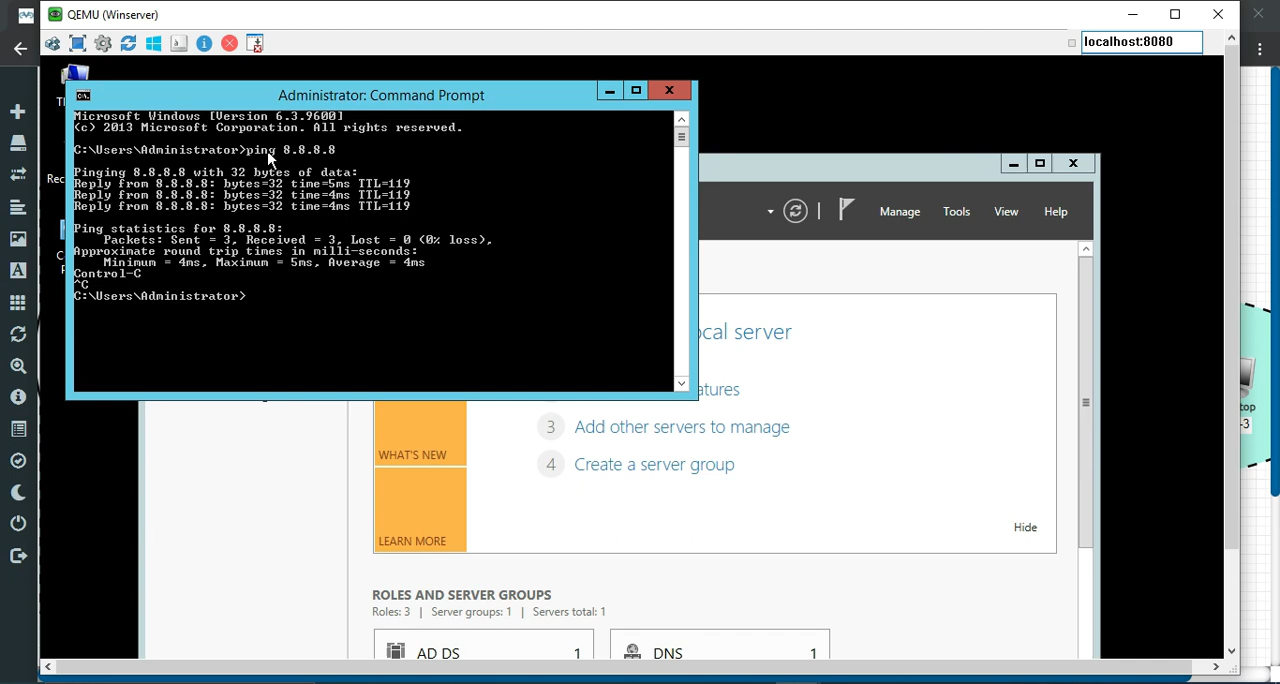 QEMU (Winserver)
localhost:8080
Administrator: Command Prompt
Microsoft Windows [Version 6.3.9600]
(c) 2013 Microsoft Corporation. All rights reserved.
C:\Users\Administrator>ping 8.8.8.8
Pinging 8.8.8.8 with 32 bytes of data:
Reply from 8.8.8.8: bytes=32 time=5ms TTL=119
Reply from 8.8.8.8: bytes=32 time=4ms TTL=119
Reply from 8.8.8.8: bytes=32 time=4ms TTL=119
Ping statistics for 8.8.8.8:
Packets: Sent = 3, Received = 3, Lost = 0 (0% loss),
Approximate round trip times in milli-seconds:
Minimum = 4ms, Maximum = 5ms, Average = 4ms
Control-C
^C
C:\Users\Administrator>
Rec
Manage Tools View Help
cal server
atures
3 Add other servers to manage
4 Create a server group
WHAT'S NEW
LEARN MORE
Hide
ROLES AND SERVER GROUPS
Roles: 3 | Server groups: 1 | Servers total: 1
AD DS 1
DNS 1
top
-3